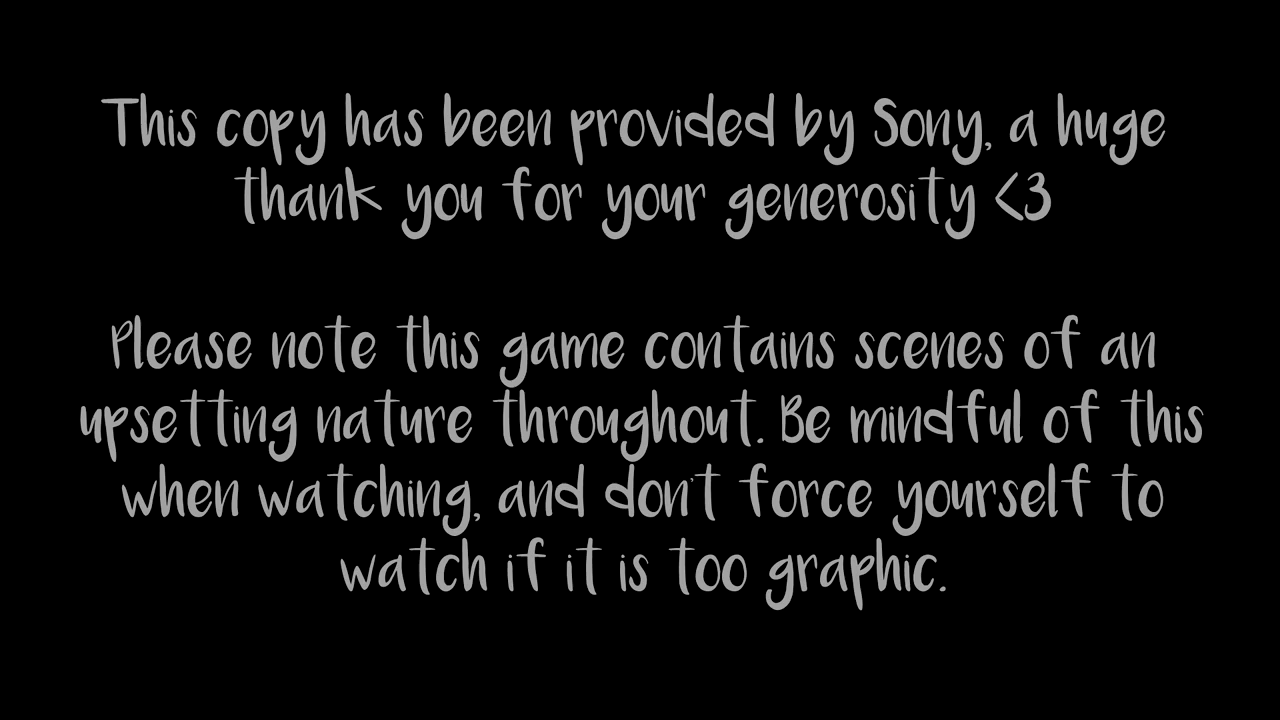 This copy has been provided by Sony, a huge
thank you for your generosity <3
Please note this game contains scenes of an
upsetting nature throughout. Be mindful of this
when watching, and don't force yourself to
watch if it is too graphic.